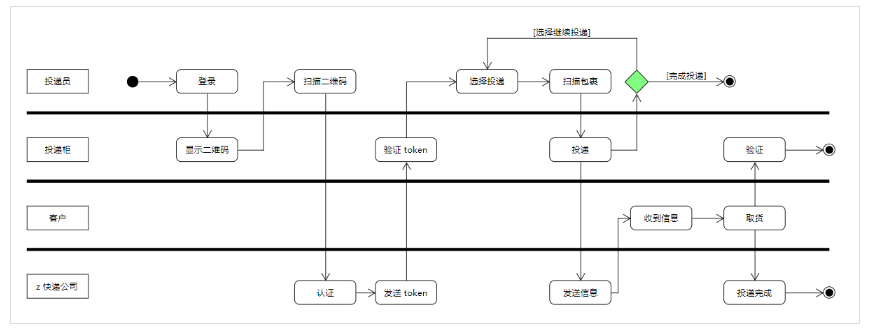 [选择继续投递]
投递员
登录
扫描二维码
选择投递
扫描包裹
[完成投递]
投递柜
显示二维码
验证 token
投递
验证
客户
收到信息
取货
z 快递公司
认证
发送 token
发送信息
投递完成